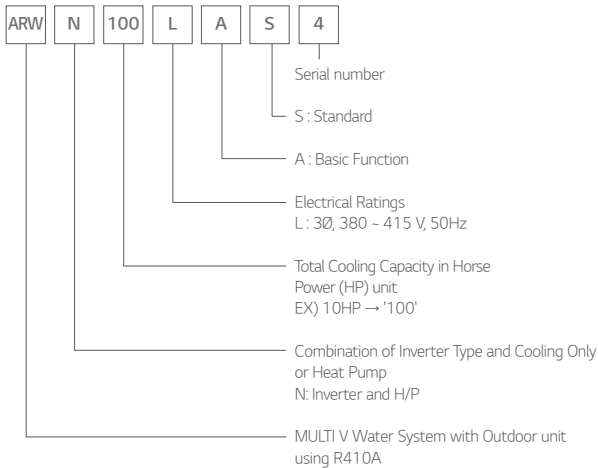 ARW N 100 L A S 4
Serial number
S : Standard
A : Basic Function
Electrical Ratings
L : 3Ø, 380 ~ 415 V, 50Hz
Total Cooling Capacity in Horse
Power (HP) unit
EX) 10HP → '100'
Combination of Inverter Type and Cooling Only
or Heat Pump
N: Inverter and H/P
MULTI V Water System with Outdoor unit
using R410A